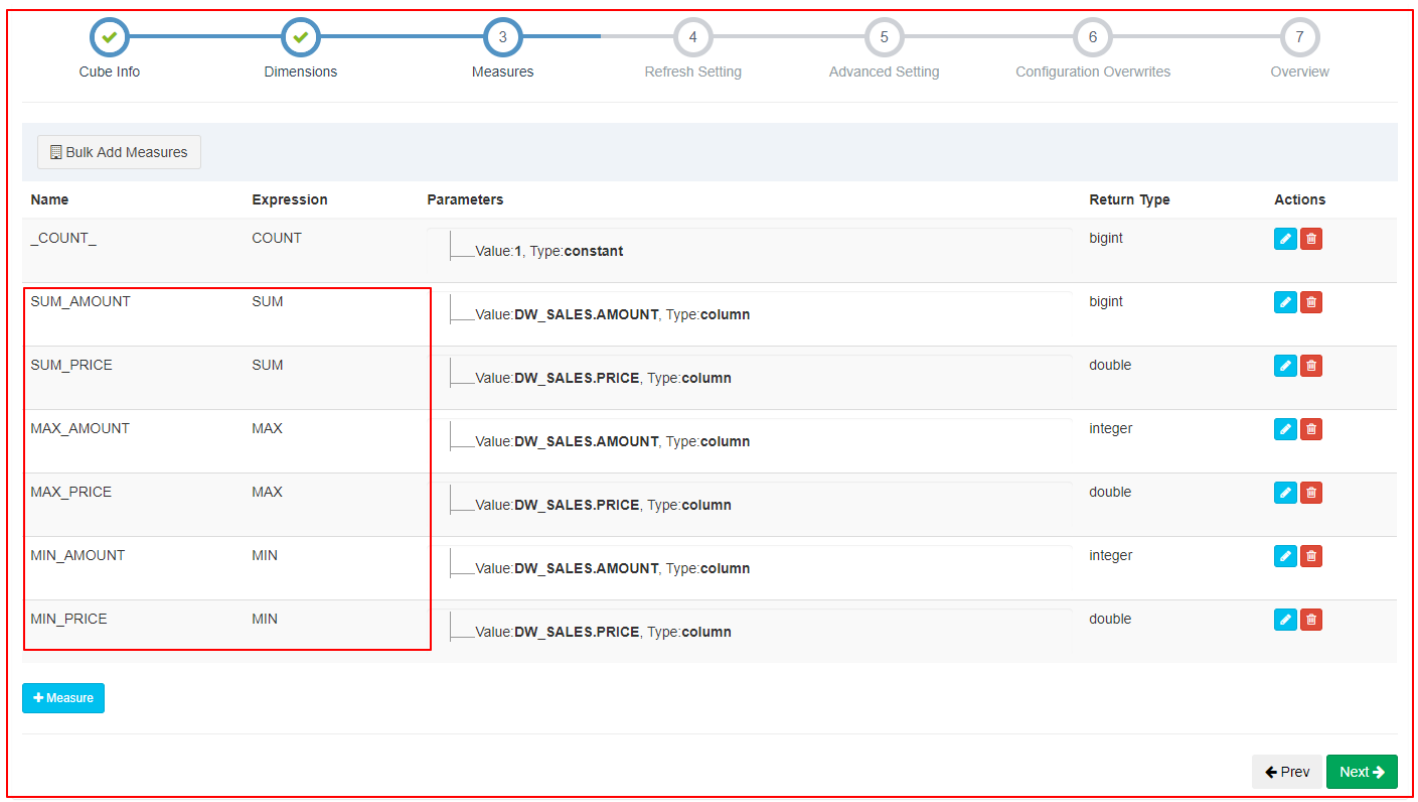 3 4 5 6 7
Cube Info Dimensions Measures Refresh Setting Advanced Setting Configuration Overwrites Overview
Bulk Add Measures
Name Expression Parameters Return Type Actions
_COUNT_ COUNT Value:1, Type:constant bigint
SUM_AMOUNT SUM Value:DW_SALES.AMOUNT, Type:column bigint
SUM_PRICE SUM Value:DW_SALES.PRICE, Type:column double
MAX_AMOUNT MAX Value:DW_SALES.AMOUNT, Type:column integer
MAX_PRICE MAX Value:DW_SALES.PRICE, Type:column double
MIN_AMOUNT MIN Value:DW_SALES.AMOUNT, Type:column integer
MIN_PRICE MIN Value:DW_SALES.PRICE, Type:column double
+ Measure
Prev Next